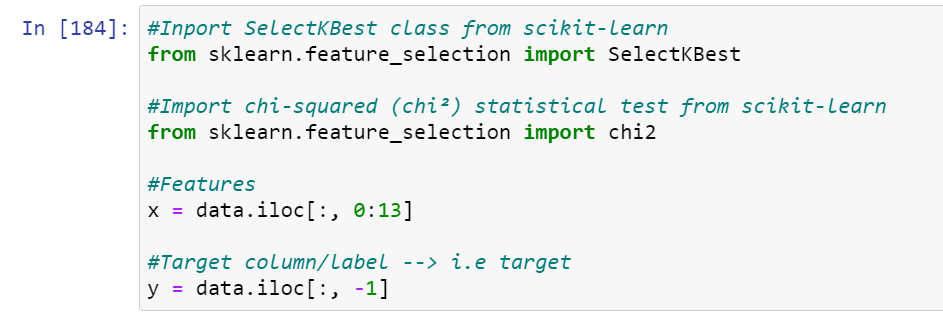 In [184]: #Inport SelectKBest class from scikit-learn
from sklearn.feature_selection import SelectKBest
#Import chi-squared (chi²) statistical test from scikit-learn
from sklearn.feature_selection import chi2
#Features
x = data.iloc[:, 0:13]
#Target column/label --> i.e target
y = data.iloc[:, -1]